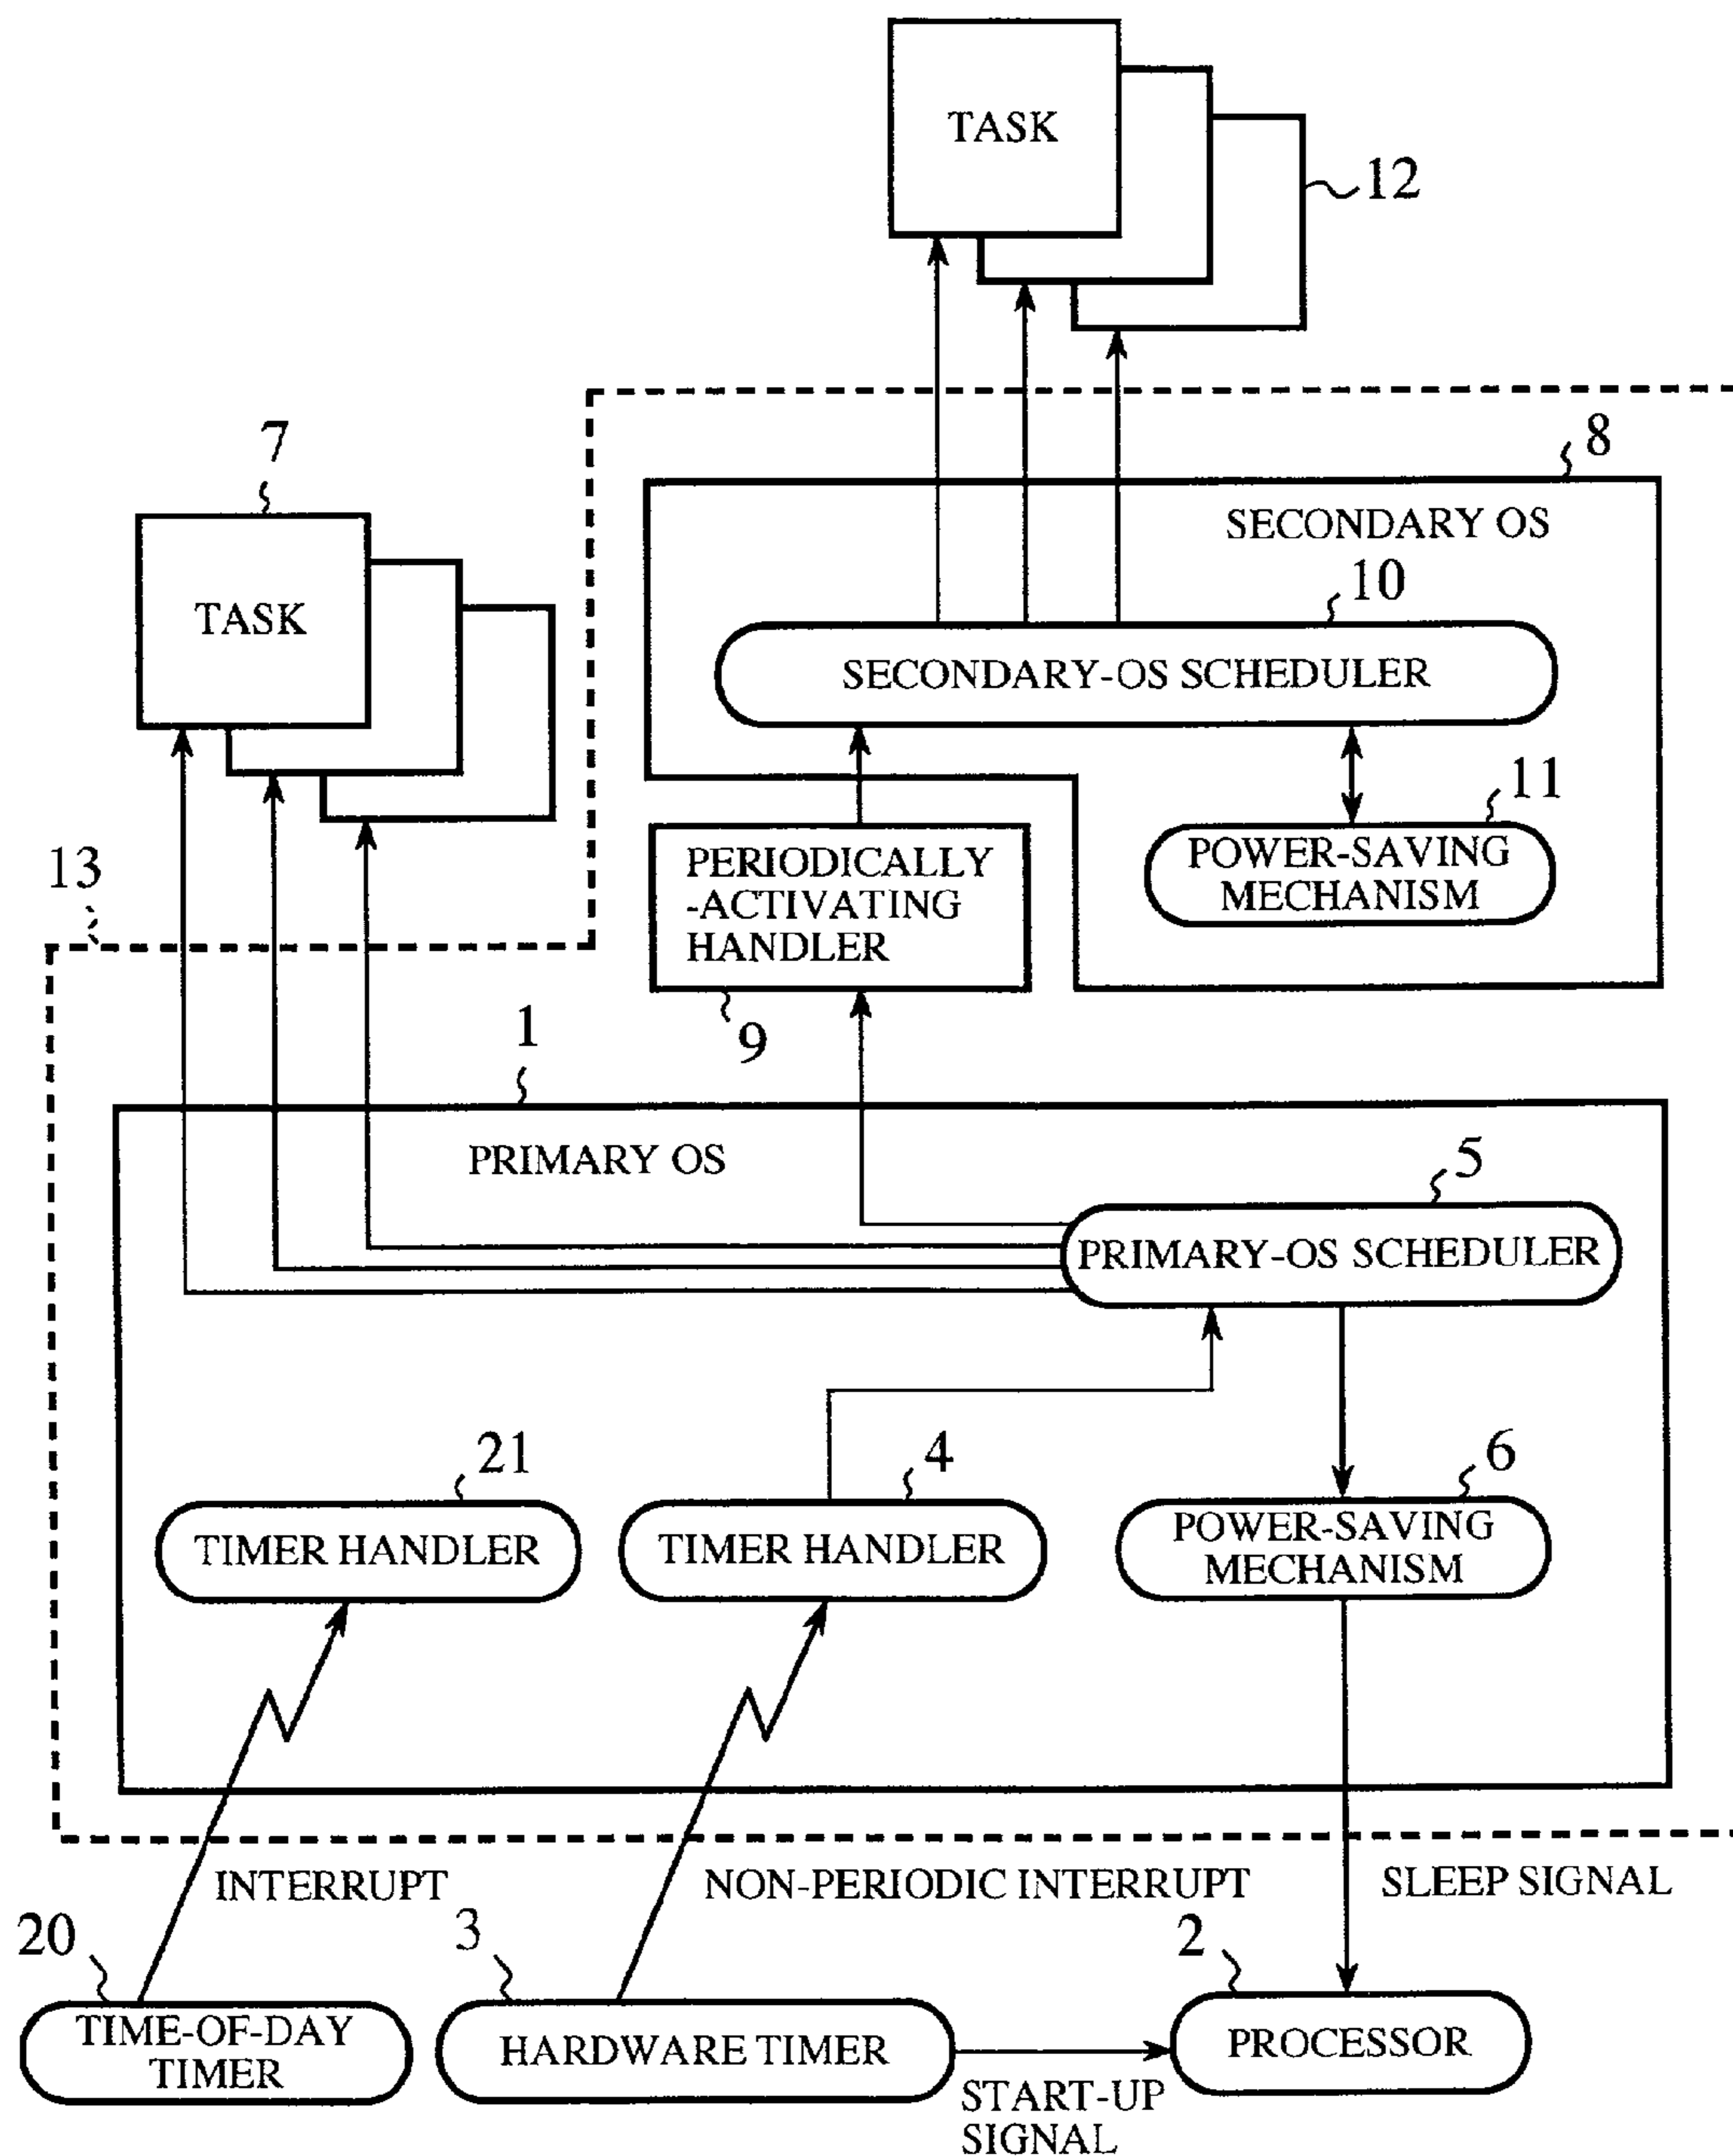 TASK
12
7
8
SECONDARY OS
10
TASK
SECONDARY-OS SCHEDULER
11
13
PERIODICALLY
-ACTIVATING
HANDLER
POWER-SAVING
MECHANISM
1
9
PRIMARY OS
5
PRIMARY-OS SCHEDULER
21
4
6
TIMER HANDLER
TIMER HANDLER
POWER-SAVING
MECHANISM
INTERRUPT
NON-PERIODIC INTERRUPT
SLEEP SIGNAL
20
3
2
TIME-OF-DAY
TIMER
HARDWARE TIMER
PROCESSOR
START-UP
SIGNAL